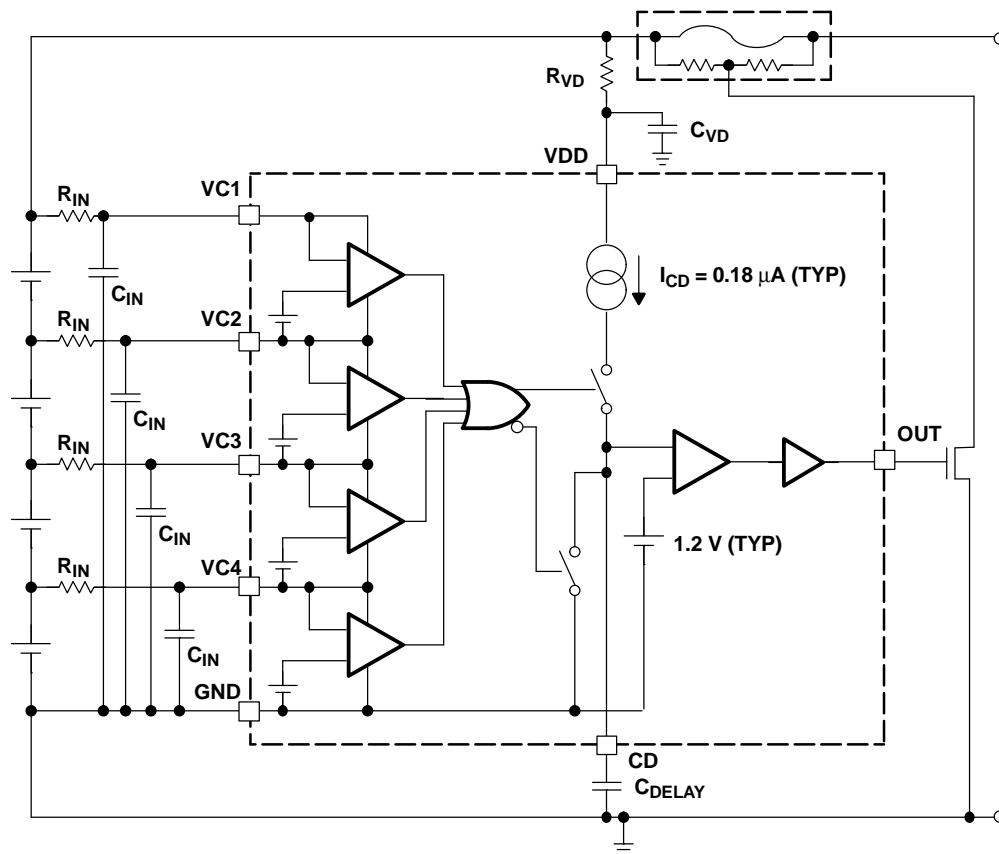 RVD
CVD
VDD
RIN
VC1
CIN
ICD = 0.18 μA (TYP)
RIN
VC2
CIN
RIN
VC3
OUT
CIN
1.2 V (TYP)
RIN
VC4
CIN
GND
CD
CDELAY